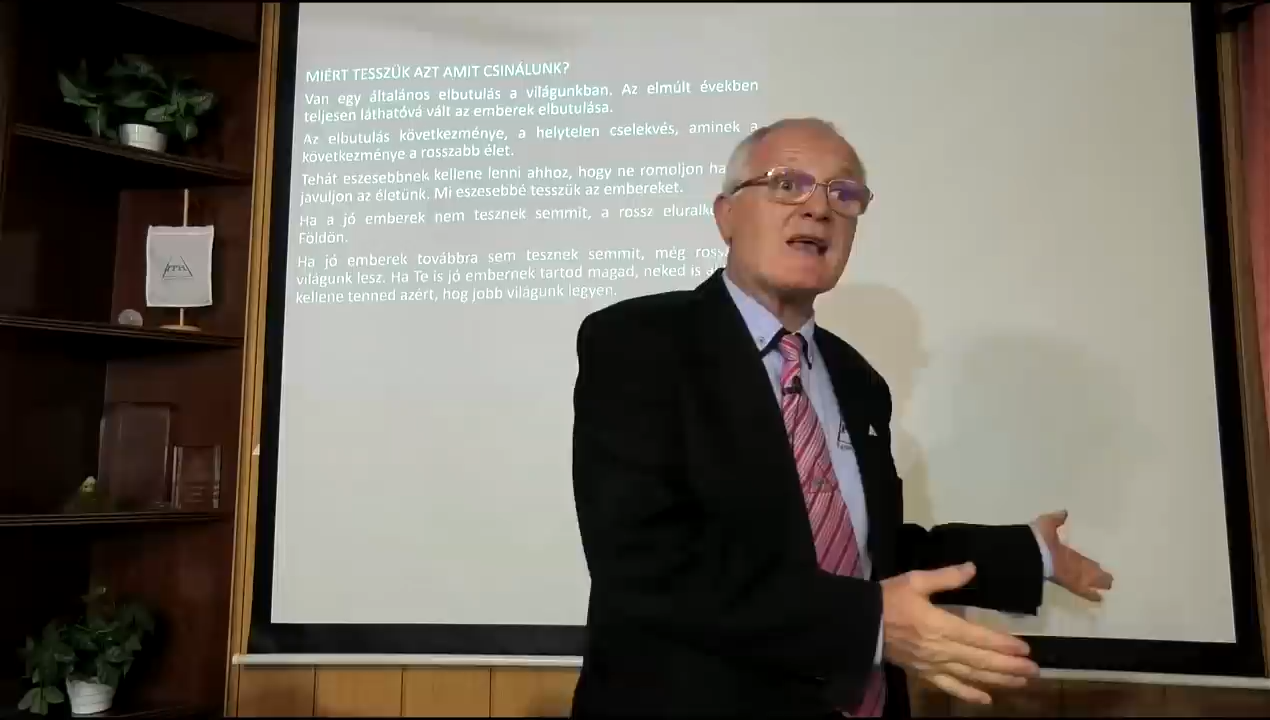 MIÉRT TESSZÜK AZT AMIT CSINÁLUNK?
Van egy általános elbutulás a világunkban. Az elmúlt években
teljesen láthatóvá vált az emberek elbutulása.
Az elbutulás következménye, a helytelen cselekvés, aminek a
következménye a rosszabb élet.
Tehát eszesebbnek kellene lenni ahhoz, hogy ne romoljon
javuljon az életünk. Mi eszesebbé tesszük az embereket.
Ha a jó emberek nem tesznek semmit, a rossz
Földön.
Ha jó emberek továbbra sem tesznek semmit, még
világunk lesz. Ha Te is jó embernek tartod magad, neked is
kellene tenned azért, hog jobb világunk legyen.